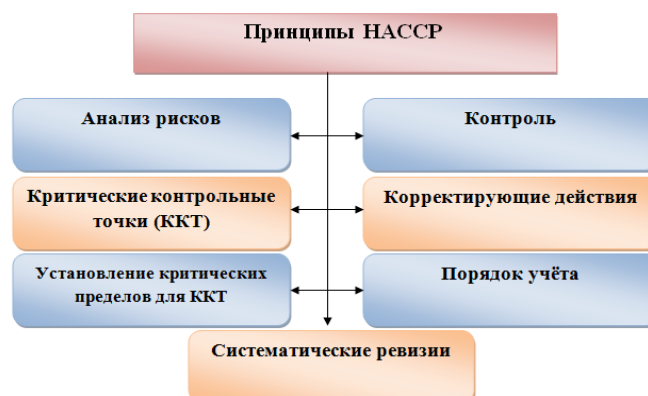 Принципы НАССР
Анализ рисков
Контроль
Критические контрольные
точки (ККТ)
Корректирующие действия
Установление критических
пределов для ККТ
Порядок учёта
Систематические ревизии